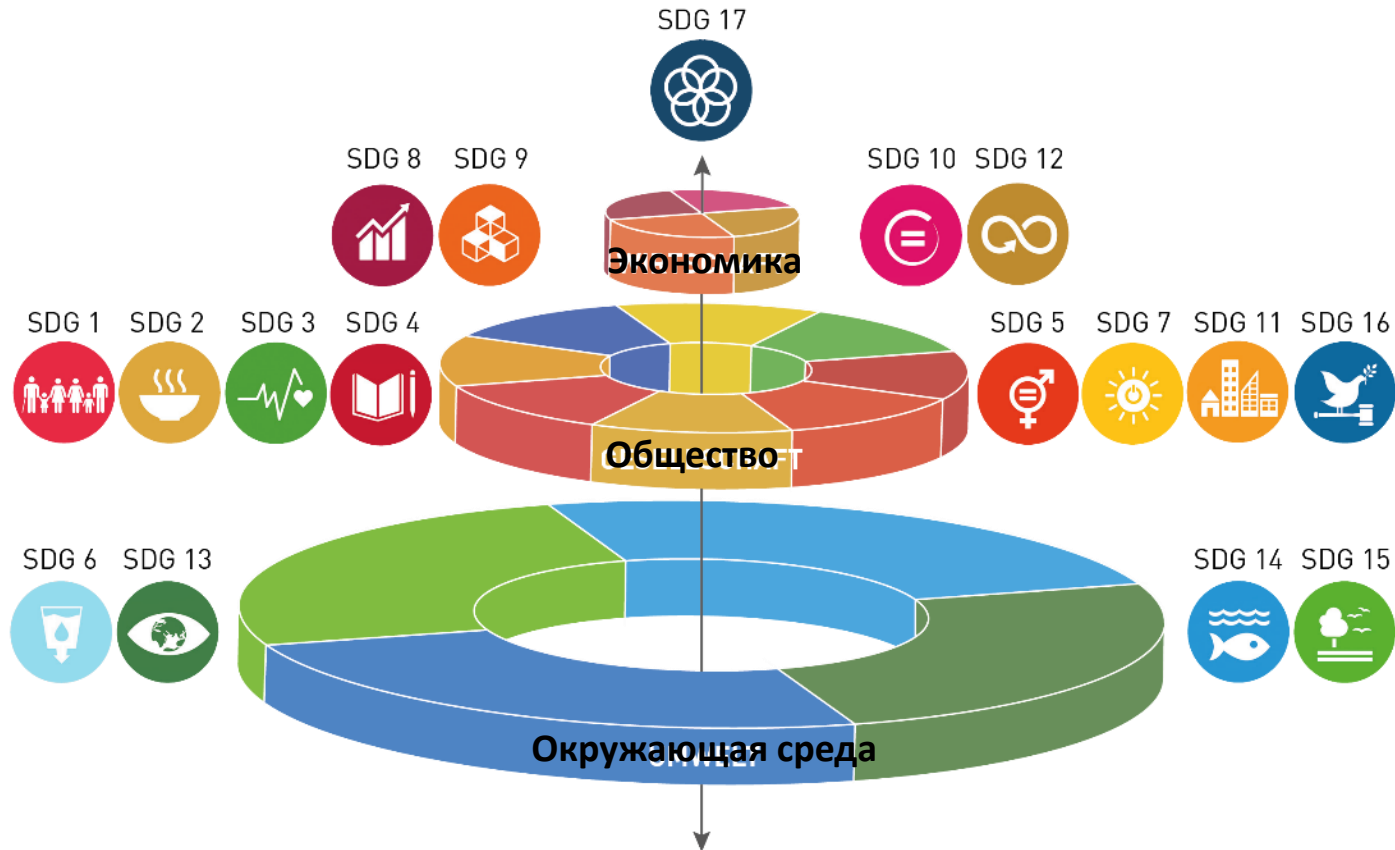 SDG 17
SDG 8 SDG 9 SDG 10 SDG 12
Экономика
SDG 1 SDG 2 SDG 3 SDG 4 SDG 5 SDG 7 SDG 11 SDG 16
Общество
SDG 6 SDG 13 SDG 14 SDG 15
Окружающая среда